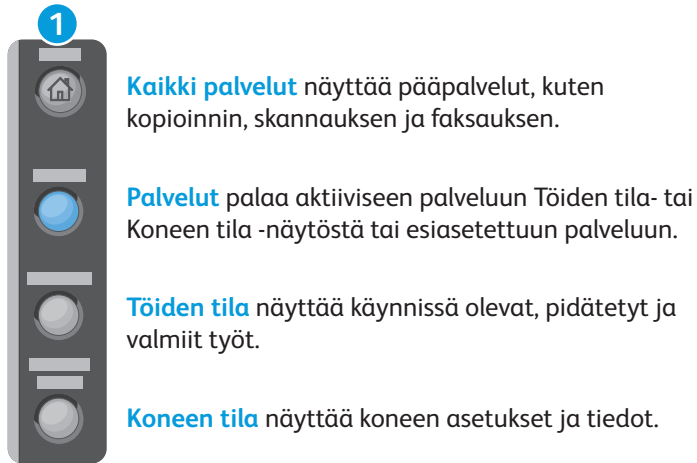 1
Kaikki palvelut näyttää pääpalvelut, kuten
kopioinnin, skannauksen ja faksauksen.
Palvelut palaa aktiiviseen palveluun Töiden tila- tai
Koneen tila -näytöstä tai esiasetettuun palveluun.
Töiden tila näyttää käynnissä olevat, pidätetyt ja
valmiit työt.
Koneen tila näyttää koneen asetukset ja tiedot.